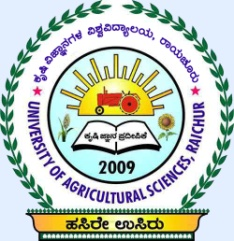 ಕೃಷಿ ವಿಜ್ಞಾನಗಳ ವಿಶ್ವವಿದ್ಯಾಲಯ, ರಾಯಚೂರು
ಕೃಷಿ ಜ್ಞಾನ ಪ್ರದೀಪಿಕೆ
2009
UNIVERSITY OF AGRICULTURAL SCIENCES, RAICHUR
ಹಸಿರೇ ಉಸಿರು